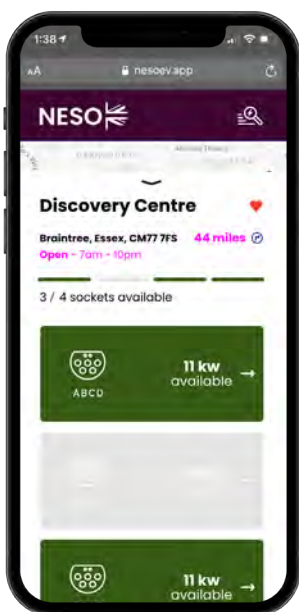 1:38
AA nesoev.app
NESO
Discovery Centre
Braintree, Essex, CM77 7FS 44 miles
Open - 7am - 10pm
3 / 4 sockets available
11 kw
available
ABCD
11 kw
available